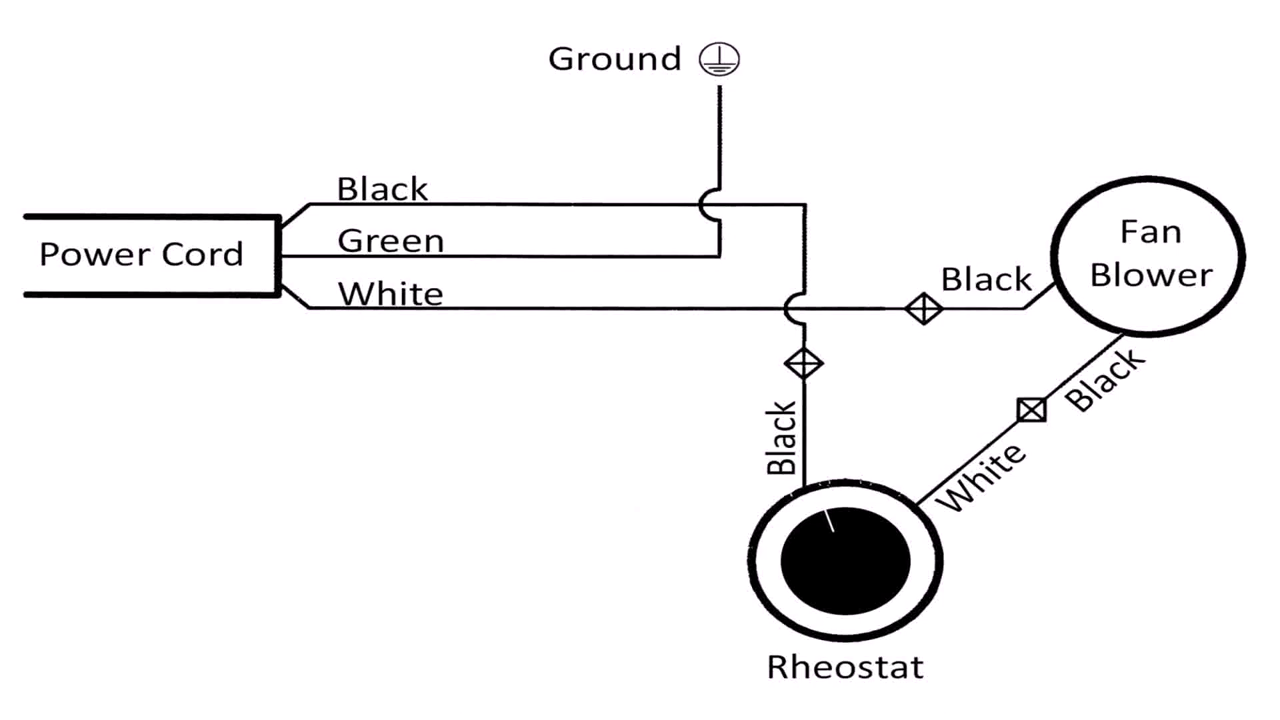 Ground
Black
Green
White
Power Cord
Black
Fan
Blower
Black
Black
White
Rheostat